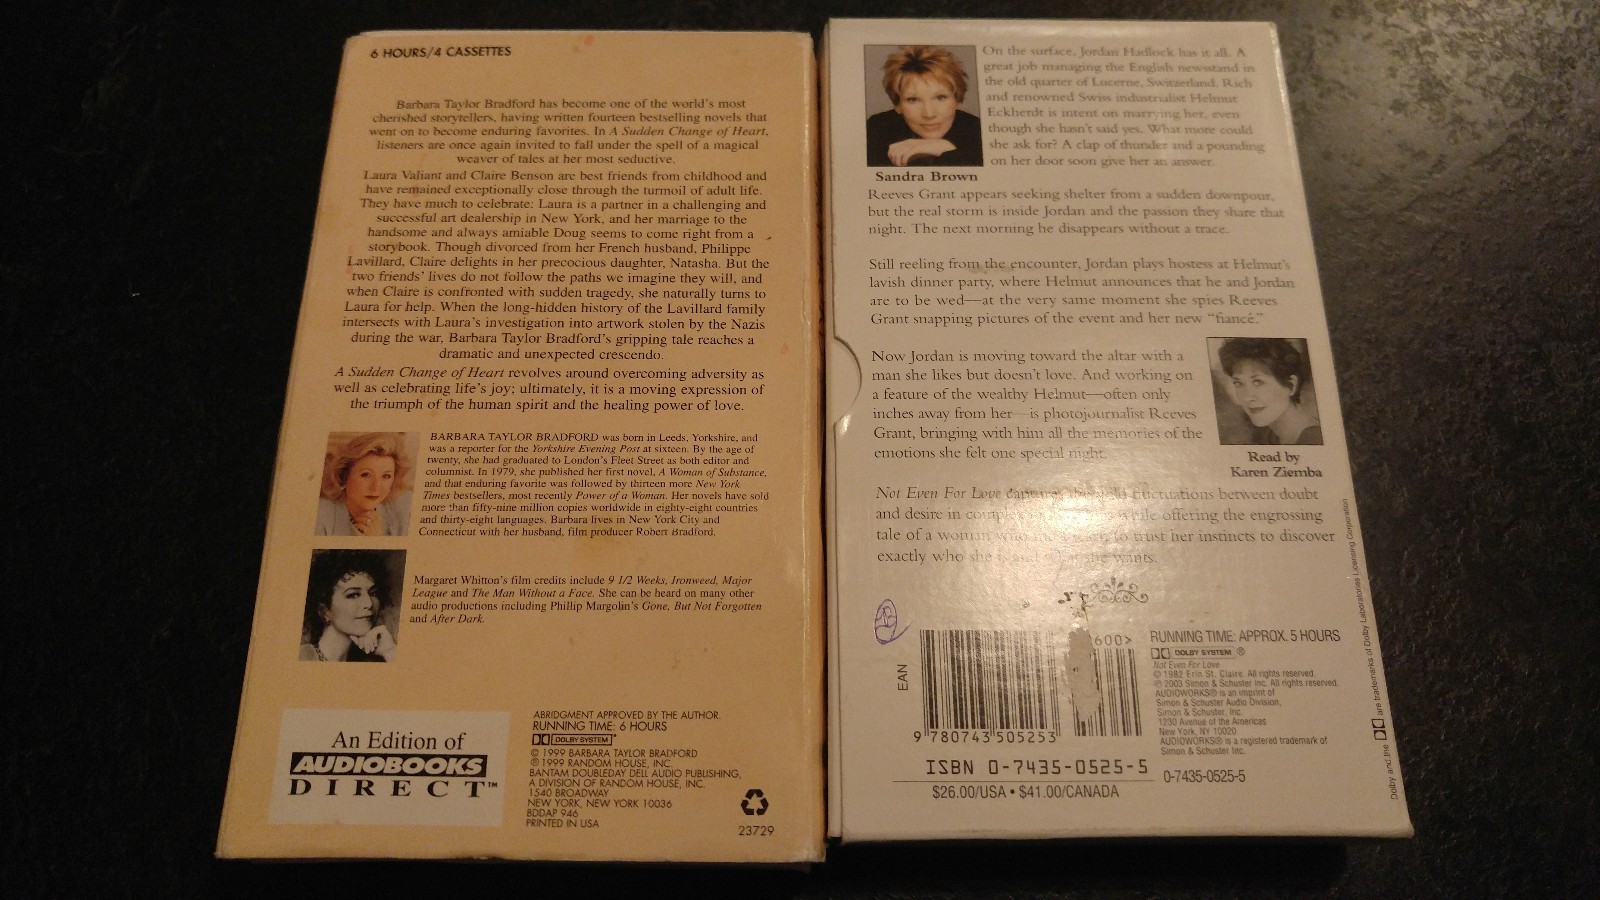 6 HOURS/4 CASSETTES
Barbara Taylor Bradford has become one of the world's most
cherished storytellers, having written fourteen bestselling novels that
went on to become enduring favorites. In A Sudden Change of Heart,
listeners are once again invited to fall under the spell of a magical
weaver of tales at her most seductive.
Laura Valiant and Claire Benson are best friends from childhood and
have remained exceptionally close through the turmoil of adult life.
They have much to celebrate: Laura is a partner in a challenging and
successful art dealership in New York, and her marriage to the
handsome and always amiable Doug seems to come right from a
storybook. Though divorced from her French husband, Philippe
Lavillard, Claire delights in her precocious daughter, Natasha. But the
two friends' lives do not follow the paths we imagine they will, and
when Claire is confronted with sudden tragedy, she naturally turns to
Laura for help. When the long-hidden history of the Lavillard family
intersects with Laura's investigation into artwork stolen by the Nazis
during the war, Barbara Taylor Bradford's gripping tale reaches a
dramatic and unexpected crescendo.
A Sudden Change of Heart revolves around overcoming adversity as
well as celebrating life's joy; ultimately, it is a moving expression of
the triumph of the human spirit and the healing power of love.
BARBARA TAYLOR BRADFORD was born in Leeds, Yorkshire, and
was a reporter for the Yorkshire Evening Post at sixteen. By the age of
twenty, she had graduated to London's Fleet Street as both editor and
columnist. In 1979, she published her first novel, A Woman of Substance,
and that enduring favorite was followed by thirteen more New York
Times bestsellers, most recently Power of a Woman. Her novels have sold
more than fifty-nine million copies worldwide in eighty-eight countries
and thirty-eight languages. Barbara lives in New York City and
Connecticut with her husband, film producer Robert Bradford.
Margaret Whitton's film credits include 9 1/2 Weeks, Ironweed, Major
League and The Man Without a Face. She can be heard on many other
audio productions including Phillip Margolin's Gone, But Not Forgotten
and After Dark.
An Edition of
AUDIOBOOKS
DIRECT™
ABRIDGMENT APPROVED BY THE AUTHOR.
RUNNING TIME: 6 HOURS
DOLBY SYSTEM®
© 1999 BARBARA TAYLOR BRADFORD
℗ 1999 RANDOM HOUSE, INC.
BANTAM DOUBLEDAY DELL AUDIO PUBLISHING,
A DIVISION OF RANDOM HOUSE, INC.
1540 BROADWAY
NEW YORK, NEW YORK 10036
BDDAP 946
PRINTED IN USA
23729
On the surface, Jordan Hadlock has it all. A
great job managing the English newsstand in
the old quarter of Lucerne, Switzerland. Rich
and renowned Swiss industrialist Helmut
Eckherdt is intent on marrying her, even
though she hasn't said yes. What more could
she ask for? A clap of thunder and a pounding
on her door soon give her an answer.
Sandra Brown
Reeves Grant appears seeking shelter from a sudden downpour,
but the real storm is inside Jordan and the passion they share that
night. The next morning he disappears without a trace.
Still reeling from the encounter, Jordan plays hostess at Helmut's
lavish dinner party, where Helmut announces that he and Jordan
are to be wed—at the very same moment she spies Reeves
Grant snapping pictures of the event and her new "fiancé."
Now Jordan is moving toward the altar with a
man she likes but doesn't love. And working on
a feature of the wealthy Helmut—often only
inches away from her—is photojournalist Reeves
Grant, bringing with him all the memories of the
emotions she felt one special night.
Read by
Karen Ziemba
Not Even For Love fluctuations between doubt
and desire in while offering the engrossing
tale of a woman to trust her instincts to discover
exactly who she is and she wants.
EAN
600>
9 780743 505253
ISBN 0-7435-0525-5
$26.00/USA • $41.00/CANADA
RUNNING TIME: APPROX. 5 HOURS
DOLBY SYSTEM ®
Not Even For Love
© 1982 Erin St. Claire. All rights reserved.
℗ 2003 Simon & Schuster Inc. All rights reserved.
AUDIOWORKS® is an imprint of
Simon & Schuster Audio Division,
Simon & Schuster, Inc.
1230 Avenue of the Americas
New York, NY 10020
AUDIOWORKS® is a registered trademark of
Simon & Schuster Inc.
0-7435-0525-5
Dolby and the are trademarks of Dolby Laboratories Licensing Corporation